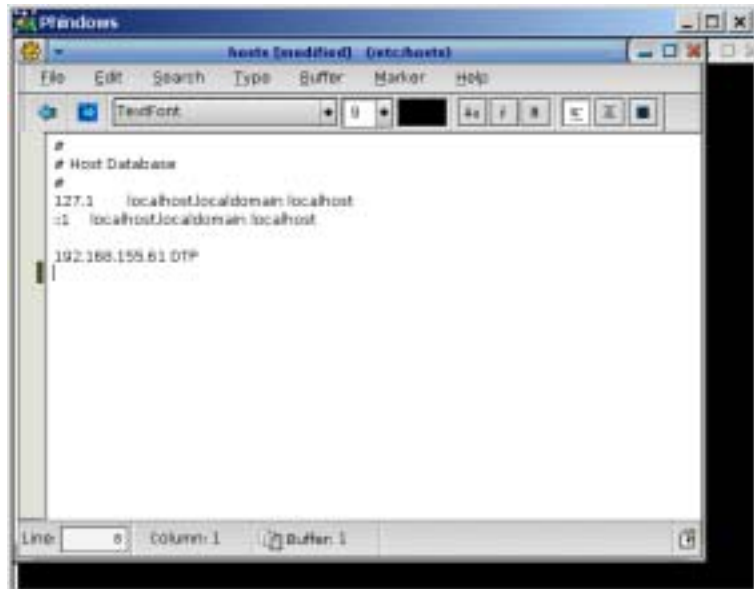 Phindows
hosts [modified] (/etc/hosts)
File Edit Search Type Buffer Marker Help
TextFont 9
#
# Host Database
#
127.1 localhost.localdomain localhost
::1 localhost.localdomain localhost
192.168.155.61 DTP
Line: 8 Column: 1 Buffer: 1